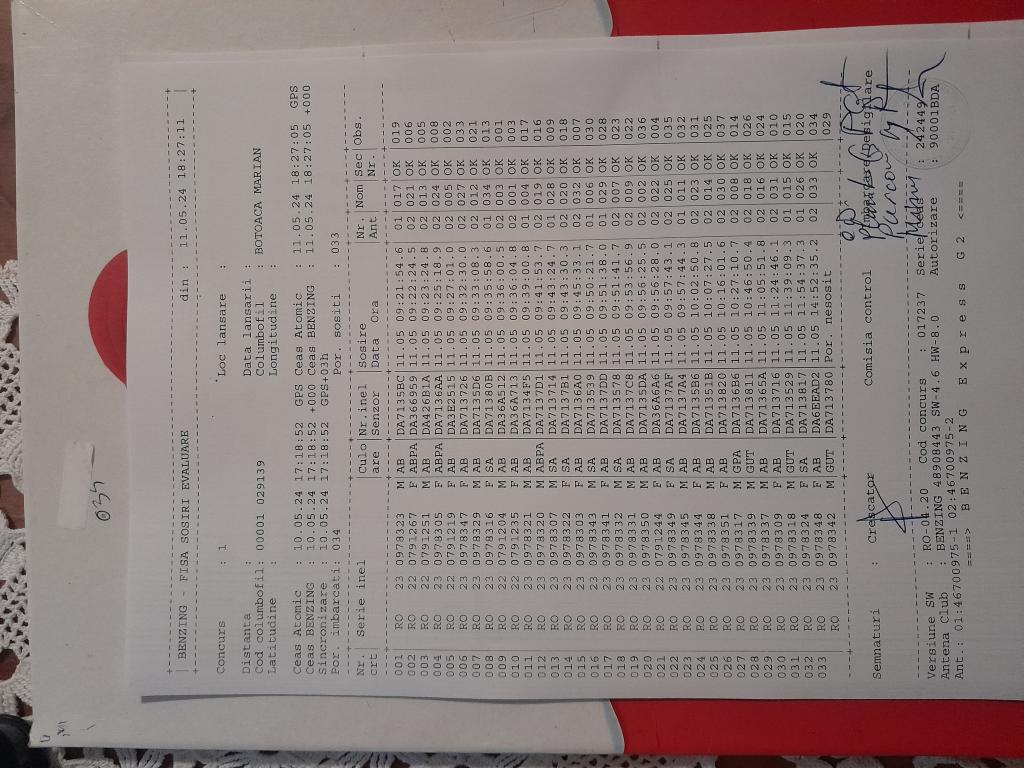 BENZING - FISA SOSIRI EVALUARE din : 11.05.24 18:27:11
Concurs : 1 Loc lansare :
Distanta : Data lansarii :
Cod columbofil: 00001 029139 Columbofil : BOTOACA MARIAN
Latitudine : Longitudine :
Ceas Atomic : 10.05.24 17:18:52 GPS Ceas Atomic : 11.05.24 18:27:05 GPS
Ceas BENZING : 10.05.24 17:18:52 +000 Ceas BENZING : 11.05.24 18:27:05 +000
Sincronizare : 10.05.24 17:18:52 GPS+03h
Por. imbarcati: 034 Por. sositi : 033
Nr Serie inel Culo Nr.inel Sosire Nr Nom Sec Obs.
crt are Senzor Data Ora Ant Nr.
001 RO 23 0978323 M AB DA7135BC 11.05 09:21:54.6 01 017 OK 019
002 RO 22 0791267 F ABPA DA366959 11.05 09:22:24.5 02 021 OK 006
003 RO 22 0791251 M AB DA426B1A 11.05 09:23:24.8 02 013 OK 005
004 RO 23 0978305 F ABPA DA7136AA 11.05 09:25:18.9 02 024 OK 008
005 RO 22 0791219 F AB DA3E2515 11.05 09:27:01.0 02 005 OK 002
006 RO 23 0978347 F AB DA713726 11.05 09:32:00.3 02 027 OK 033
007 RO 23 0978329 M AB DA7135D6 11.05 09:33:08.3 02 012 OK 021
008 RO 23 0978316 F SA DA7138DB 11.05 09:35:58.6 01 034 OK 013
009 RO 22 0791204 M AB DA36A512 11.05 09:36:00.5 02 003 OK 001
010 RO 22 0791235 F AB DA36A713 11.05 09:36:04.8 02 001 OK 003
011 RO 23 0978321 M AB DA7134F5 11.05 09:39:00.8 01 004 OK 017
012 RO 23 0978320 M ABPA DA7137D1 11.05 09:41:53.7 02 019 OK 016
013 RO 23 0978310 M SA DA713714 11.05 09:43:24.7 01 028 OK 009
014 RO 23 0978322 F SA DA7137B1 11.05 09:43:30.3 02 020 OK 018
015 RO 23 0978303 F AB DA7136A0 11.05 09:45:33.1 02 032 OK 007
016 RO 23 0978343 M SA DA713539 11.05 09:50:21.7 01 006 OK 030
017 RO 23 0978341 F AB DA7137DD 11.05 09:51:38.9 01 029 OK 028
018 RO 23 0978332 M SA DA713578 11.05 09:51:41.7 02 007 OK 023
019 RO 23 0978331 M AB DA7137CB 11.05 09:53:56.9 02 009 OK 022
020 RO 23 0978350 M AB DA7135DA 11.05 09:56:25.5 02 002 OK 036
021 RO 22 0791244 F AB DA36A6A6 11.05 09:56:28.0 02 022 OK 004
022 RO 23 0978349 F SA DA7137AF 11.05 09:57:43.1 02 025 OK 035
023 RO 23 0978345 M AB DA7137A4 11.05 09:57:44.3 01 011 OK 032
024 RO 23 0978344 F AB 11.05 10:02:50.8 02 023 OK 031
025 RO 23 0978338 M AB DA71351B 11.05 10:07:27.5 02 014 OK 025
026 RO 23 0978351 F AB DA713820 11.05 10:16:01.6 02 030 OK 037
027 RO 23 0978317 M GPA DA7136B6 11.05 10:27:10.7 02 008 OK 014
028 RO 23 0978339 M GUT DA713811 11.05 10:46:50.4 01 018 OK 026
029 RO 23 0978337 M AB DA71365A 11.05 11:05:51.8 02 016 OK 024
030 RO 23 0978309 F AB DA713716 11.05 11:24:46.1 02 031 OK 010
031 RO 23 0978318 M GUT DA713529 11.05 11:39:09.3 01 015 OK 015
032 RO 23 0978324 F SA DA713817 11.05 11:54:37.3 01 026 OK 020
033 RO 23 0978348 F AB DA6EEAD2 11.05 14:52:35.2 02 033 OK 034
RO 23 0978342 M GUT DA713780 Por nesosit 029
Semnaturi : Crescator Comisia control
Versiune SW : RO-04.20 Cod concurs : 017237 : 242449
Antena Club : BENZING 48908443 SW-4.6 HW-8.0 Autorizare : 90001BDA
Ant.: 01:46700975-1 02:46700975-2
====> B E N Z I N G E x p r e s s G 2 <====
034